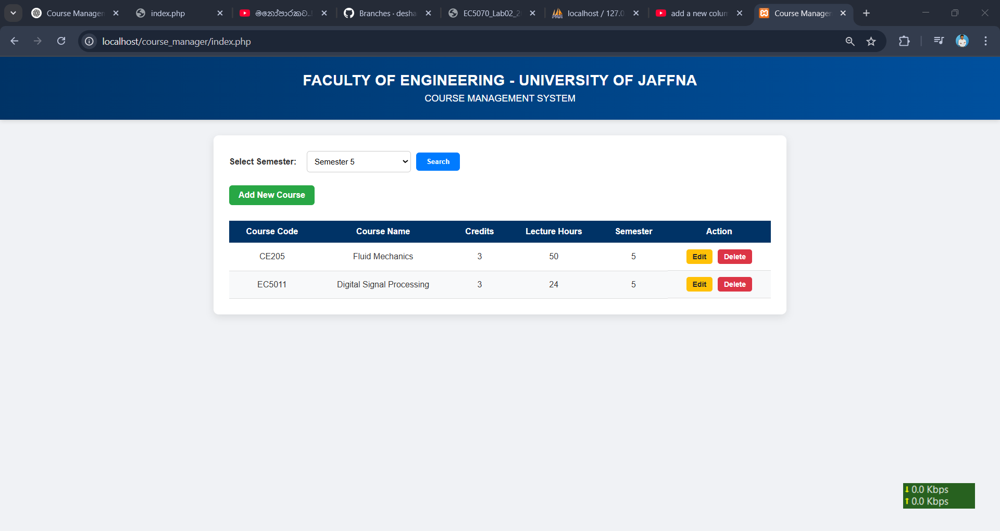 Course Manager
index.php
මනෝපාරකට..!
Branches · desha
EC5070_Lab02_2
localhost / 127.0
add a new colum
Course Manager
localhost/course_manager/index.php
FACULTY OF ENGINEERING - UNIVERSITY OF JAFFNA
COURSE MANAGEMENT SYSTEM
Select Semester: Semester 5 Search
Add New Course
Course Code Course Name Credits Lecture Hours Semester Action
CE205 Fluid Mechanics 3 50 5 Edit Delete
EC5011 Digital Signal Processing 3 24 5 Edit Delete
0.0 Kbps
0.0 Kbps